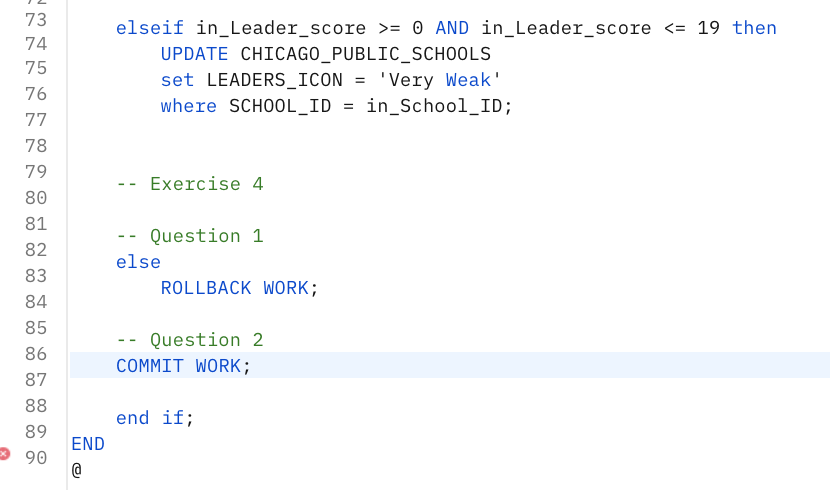 72
73
74
75
76
77
78
79
80
81
82
83
84
85
86
87
88
89
90
elseif in_Leader_score >= 0 AND in_Leader_score <= 19 then
UPDATE CHICAGO_PUBLIC_SCHOOLS
set LEADERS_ICON = 'Very Weak'
where SCHOOL_ID = in_School_ID;
-- Exercise 4
-- Question 1
else
ROLLBACK WORK;
-- Question 2
COMMIT WORK;
end if;
END
@